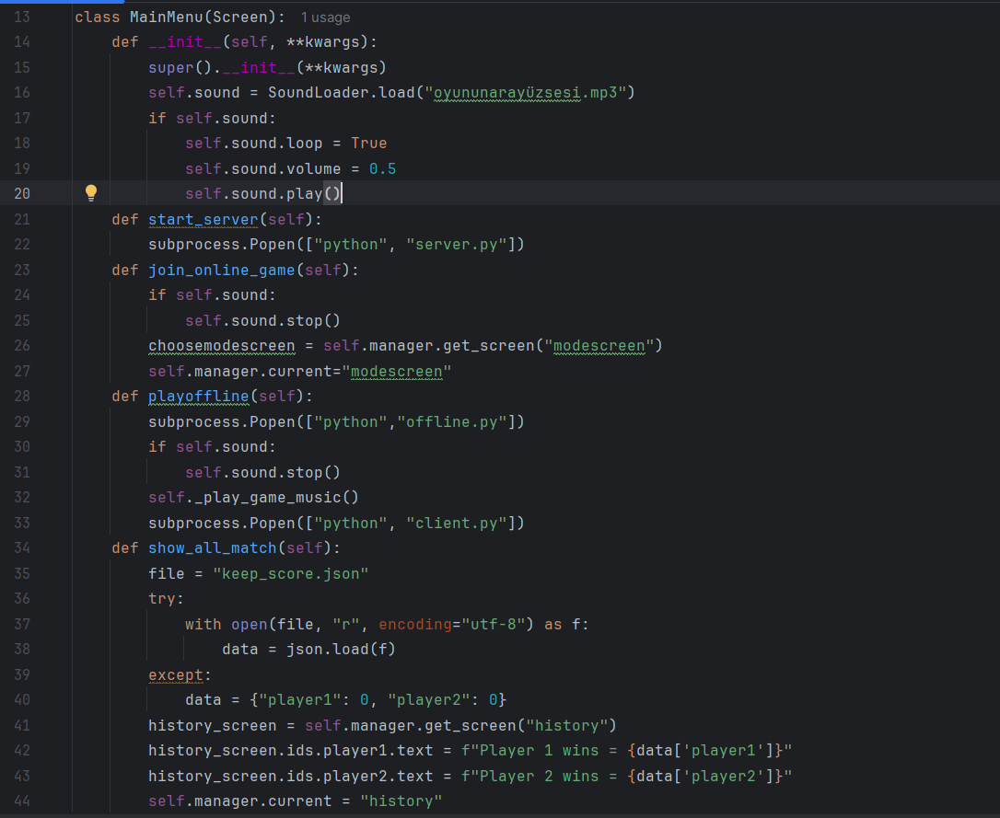 13 class MainMenu(Screen): 1 usage
14     def __init__(self, **kwargs):
15         super().__init__(**kwargs)
16         self.sound = SoundLoader.load("oyununarayüzsesi.mp3")
17         if self.sound:
18             self.sound.loop = True
19             self.sound.volume = 0.5
20             self.sound.play()
21     def start_server(self):
22         subprocess.Popen(["python", "server.py"])
23     def join_online_game(self):
24         if self.sound:
25             self.sound.stop()
26         choosemodescreen = self.manager.get_screen("modescreen")
27         self.manager.current="modescreen"
28     def playoffline(self):
29         subprocess.Popen(["python","offline.py"])
30         if self.sound:
31             self.sound.stop()
32         self._play_game_music()
33         subprocess.Popen(["python", "client.py"])
34     def show_all_match(self):
35         file = "keep_score.json"
36         try:
37             with open(file, "r", encoding="utf-8") as f:
38                 data = json.load(f)
39         except:
40             data = {"player1": 0, "player2": 0}
41         history_screen = self.manager.get_screen("history")
42         history_screen.ids.player1.text = f"Player 1 wins = {data['player1']}"
43         history_screen.ids.player2.text = f"Player 2 wins = {data['player2']}"
44         self.manager.current = "history"